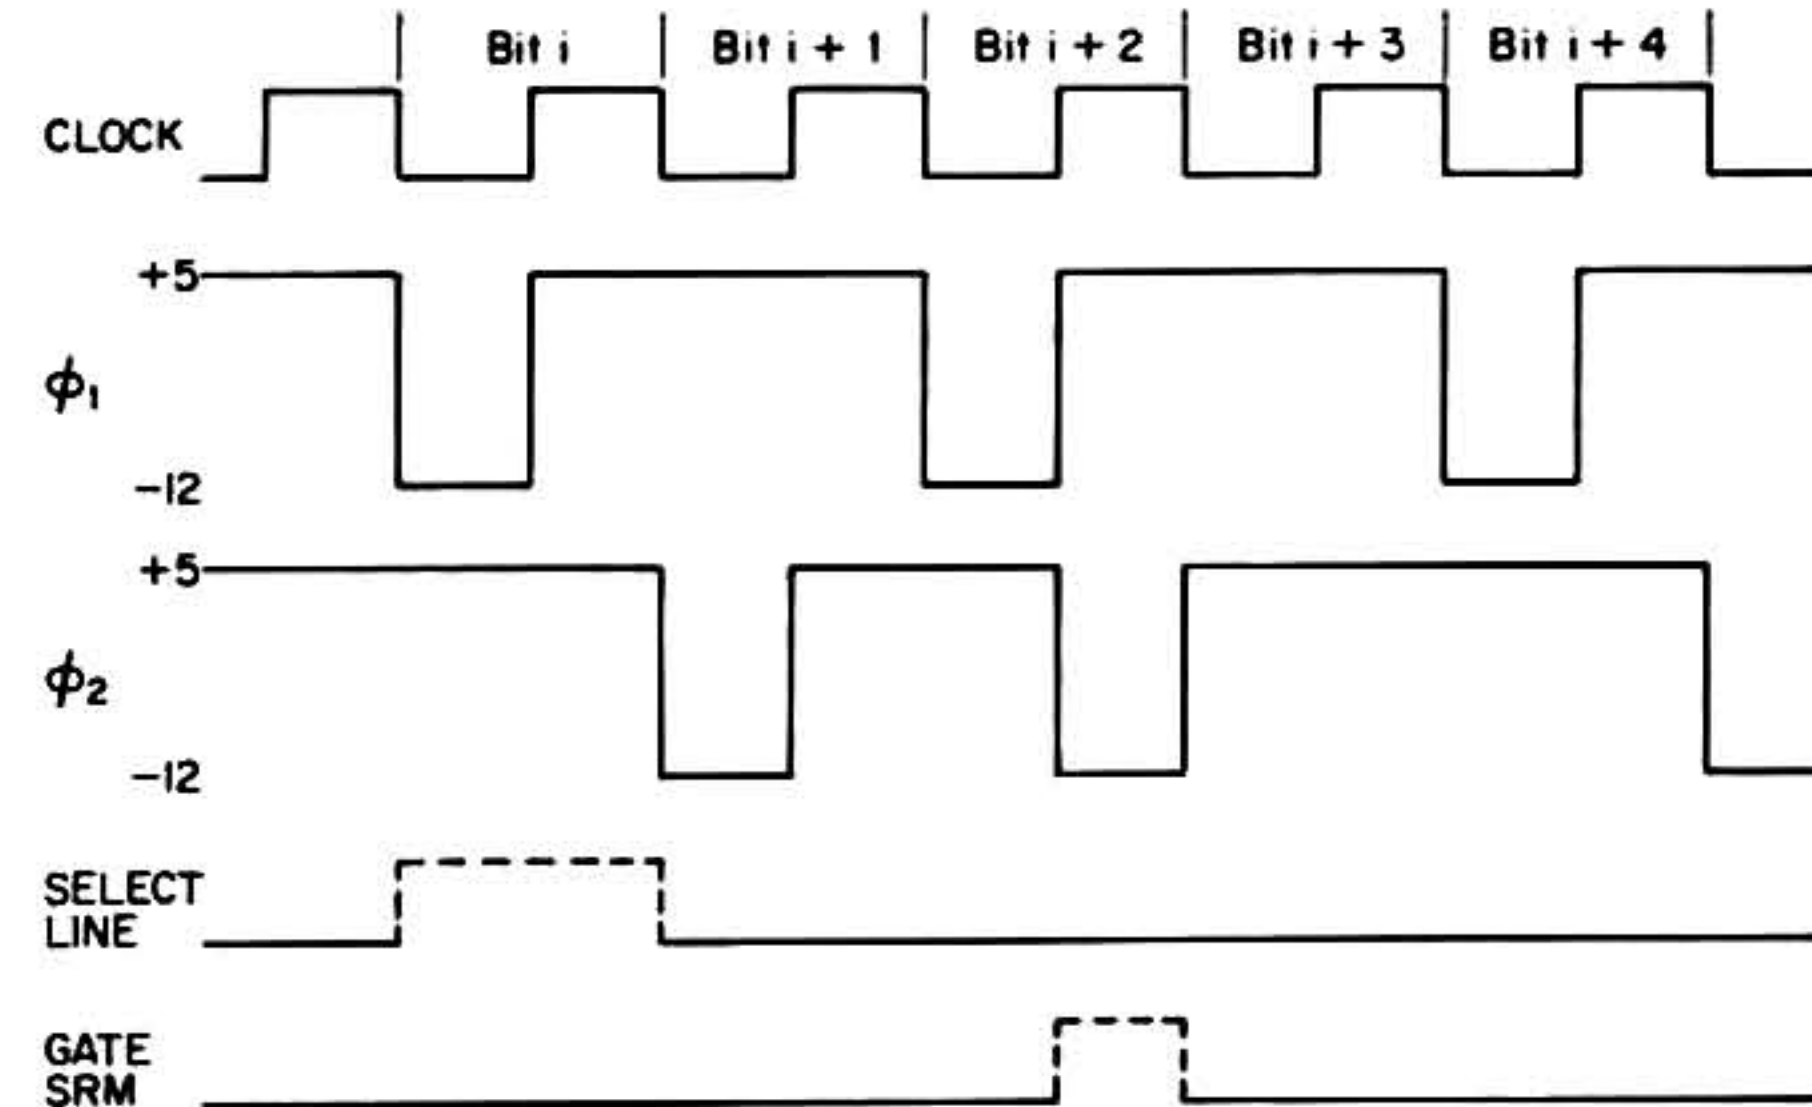 Bit i Bit i + 1 Bit i + 2 Bit i + 3 Bit i + 4
CLOCK
+5
ϕ₁
-12
+5
ϕ₂
-12
SELECT
LINE
GATE
SRM